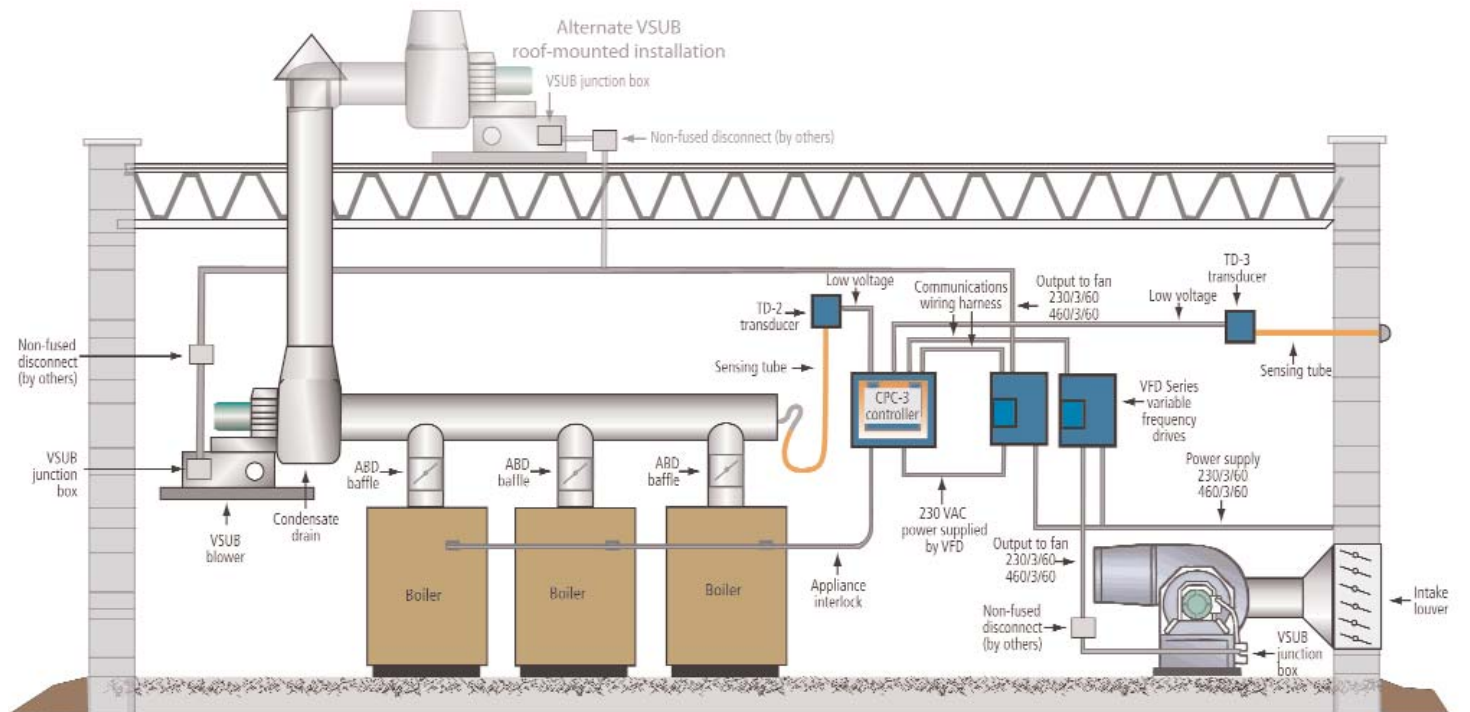 Alternate VSUB
roof-mounted installation
VSUB junction box
Non-fused disconnect (by others)
TD-3
transducer
Low voltage
Communications
wiring harness
Output to fan
230/3/60
460/3/60
Low voltage
TD-2
transducer
Non-fused
disconnect
(by others)
Sensing tube
Sensing tube
CPC-3
controller
VFD Series
variable
frequency
drives
VSUB
junction
box
ABD
baffle
ABD
baffle
ABD
baffle
Power supply
230/3/60
460/3/60
Condensate
drain
VSUB
blower
230 VAC
power supplied
by VFD
Output to fan
230/3/60
460/3/60
Appliance
interlock
Boiler
Boiler
Boiler
Intake
louver
Non-fused
disconnect
(by others)
VSUB
junction
box